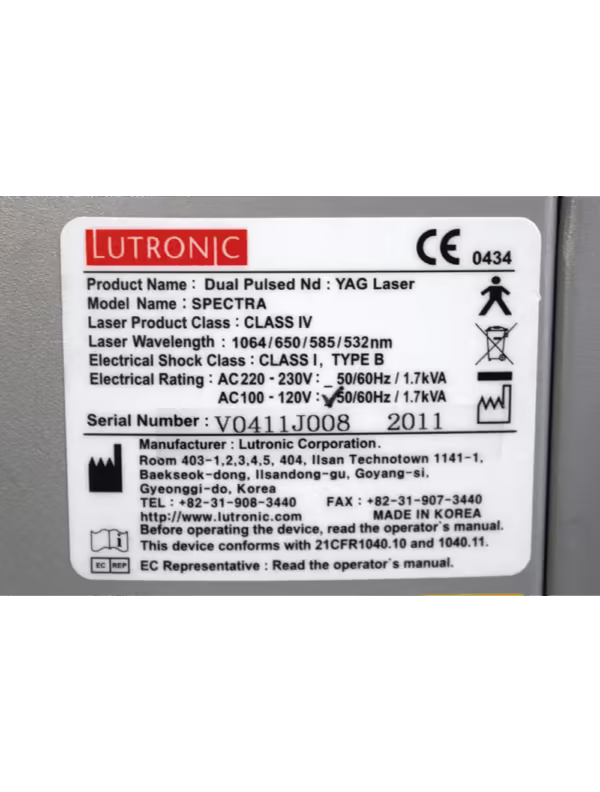 LUTRONIC
CE 0434
Product Name : Dual Pulsed Nd : YAG Laser
Model Name : SPECTRA
Laser Product Class : CLASS IV
Laser Wavelength : 1064/650/585/532nm
Electrical Shock Class : CLASS I, TYPE B
Electrical Rating : AC220 - 230V : _ 50/60Hz / 1.7kVA
AC100 - 120V : ✓50/60Hz / 1.7kVA
Serial Number : V0411J008 2011
Manufacturer : Lutronic Corporation.
Room 403-1,2,3,4,5, 404, Ilsan Technotown 1141-1,
Baekseok-dong, Ilsandong-gu, Goyang-si,
Gyeonggi-do, Korea
TEL : +82-31-908-3440 FAX : +82-31-907-3440
http://www.lutronic.com MADE IN KOREA
Before operating the device, read the operator`s manual.
This device conforms with 21CFR1040.10 and 1040.11.
EC REP EC Representative : Read the operator`s manual.